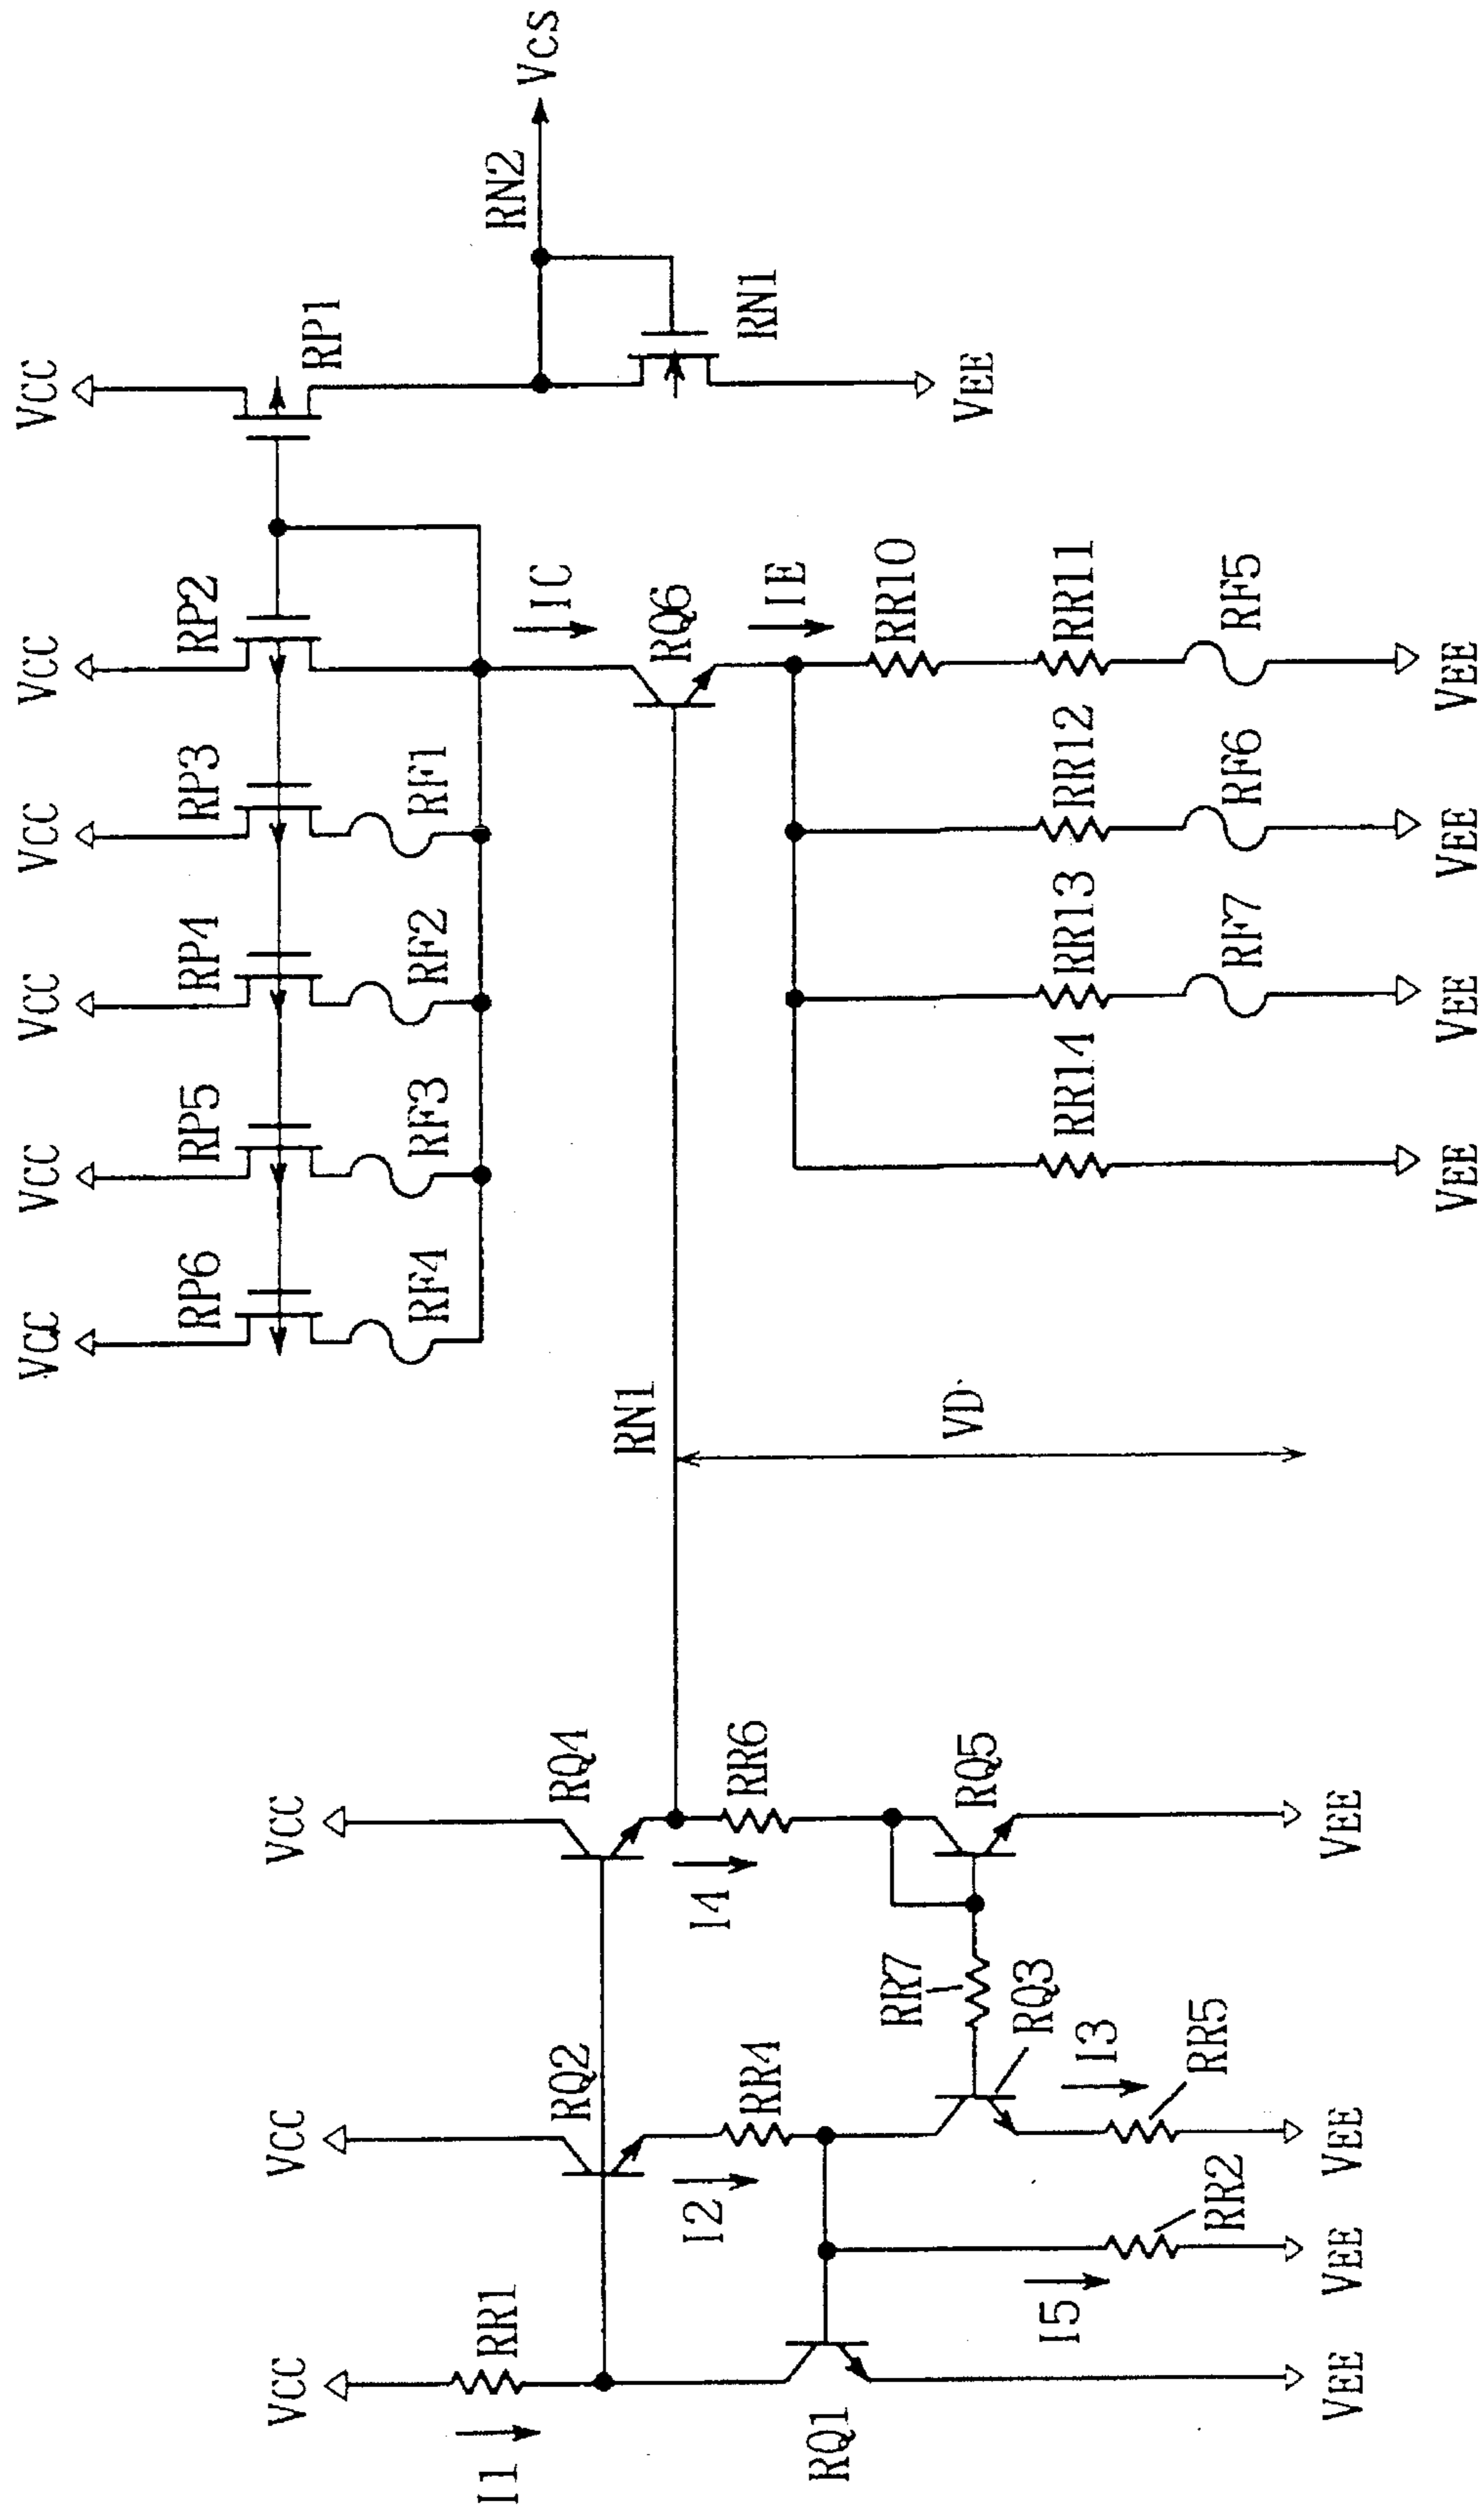 VCC
VCC
VCC
VCC
VCC
VCC
RP6
RP5
RP4
RP3
RP2
RP1
RF4
RF3
RF2
RF1
RN2
Vcs
IC
RN1
RQ6
RN1
VEE
IE
VD
RR10
RR14
RR13
RR12
RR11
RF7
RF6
RF5
VEE
VEE
VEE
VEE
VCC
VCC
VCC
I1
RR1
RQ2
RQ4
I2
RR4
I4
RR6
RQ1
RR7
RQ5
RQ3
I5
I3
RR2
RR5
VEE
VEE
VEE
VEE